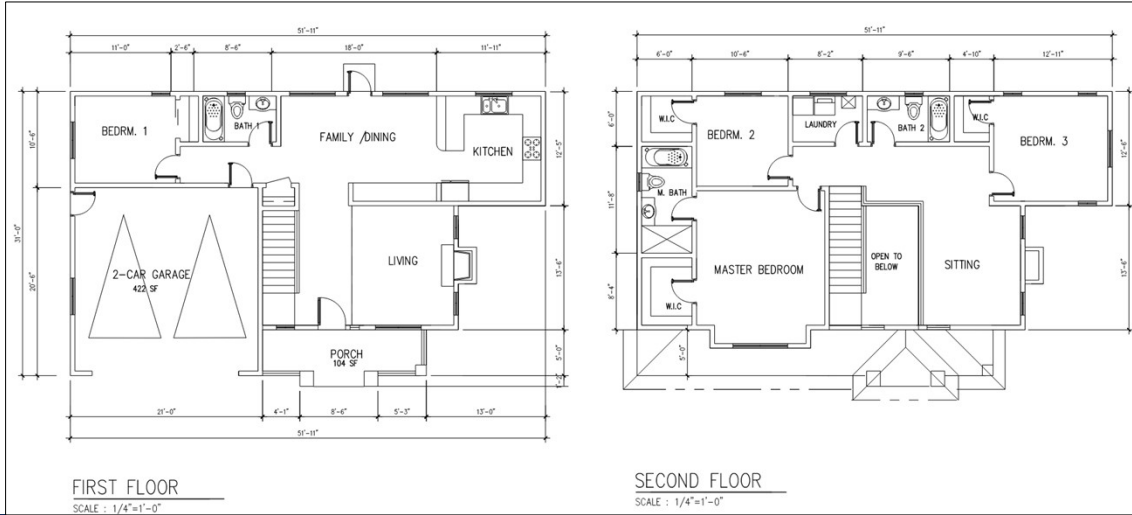 51'-11"
11'-0"
2'-6"
8'-6"
18'-0"
11'-11"
BEDRM. 1
BATH 1
FAMILY /DINING
KITCHEN
10'-6"
12'-5"
31'-0"
20'-6"
2-CAR GARAGE
422 SF
LIVING
13'-6"
PORCH
104 SF
5'-0"
1'-2"
21'-0"
4'-1"
8'-6"
5'-3"
13'-0"
51'-11"
FIRST FLOOR
SCALE : 1/4"=1'-0"
51'-11"
6'-0"
10'-6"
8'-2"
9'-6"
4'-10"
12'-11"
6'-0"
W.I.C
BEDRM. 2
LAUNDRY
BATH 2
W.I.C
BEDRM. 3
12'-6"
11'-8"
M. BATH
MASTER BEDROOM
OPEN TO
BELOW
SITTING
13'-6"
8'-4"
W.I.C
5'-0"
SECOND FLOOR
SCALE : 1/4"=1'-0"